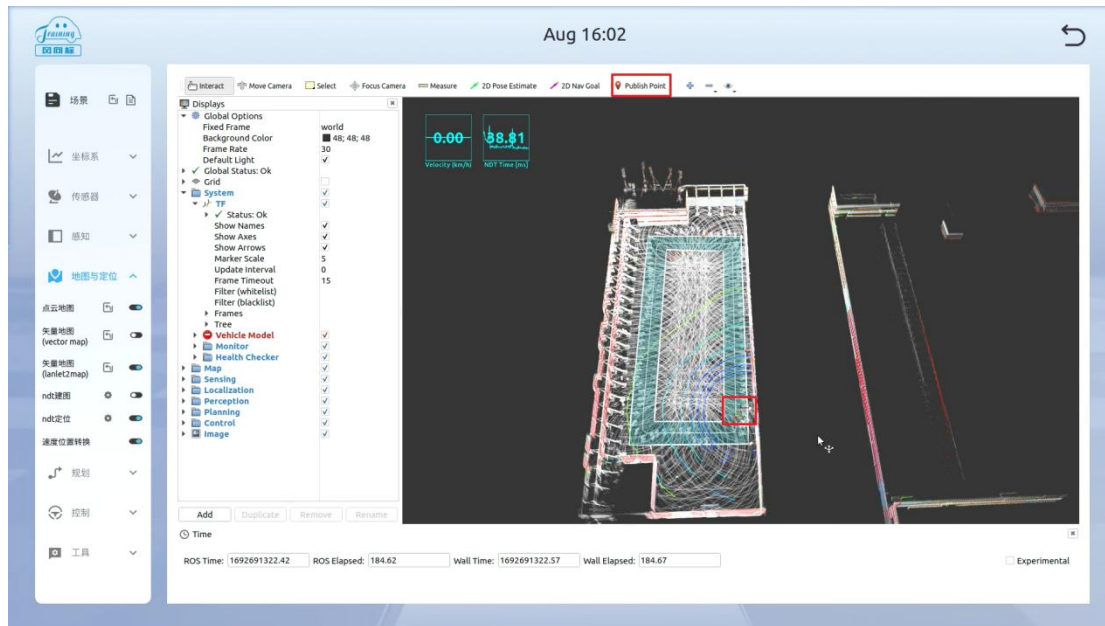 Training
风向标
Aug 16:02
场景
坐标系
传感器
感知
地图与定位
点云地图
矢量地图
(vector map)
矢量地图
(lanlet2map)
ndt建图
ndt定位
速度位置转换
规划
控制
工具
Interact Move Camera Select Focus Camera Measure 2D Pose Estimate 2D Nav Goal Publish Point
Displays
Global Options
Fixed Frame world
Background Color 48; 48; 48
Frame Rate 30
Default Light
Global Status: Ok
Grid
System
TF
Status: Ok
Show Names
Show Axes
Show Arrows
Marker Scale 5
Update Interval 0
Frame Timeout 15
Filter (whitelist)
Filter (blacklist)
Frames
Tree
Vehicle Model
Monitor
Health Checker
Map
Sensing
Localization
Perception
Planning
Control
Image
Add Duplicate Remove Rename
0.00 38.81
Velocity (km/h) NDT Time (ms)
Time
ROS Time: 1692691322.42 ROS Elapsed: 184.62 Wall Time: 1692691322.57 Wall Elapsed: 184.67 Experimental